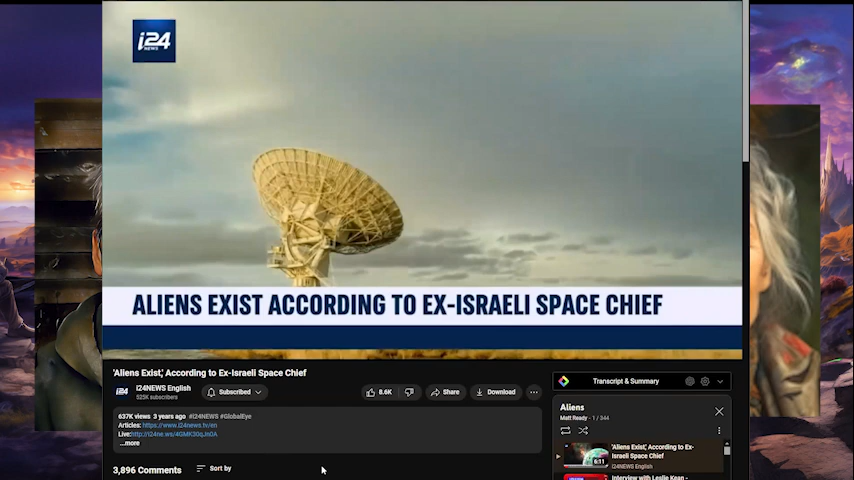 i24
NEWS
ALIENS EXIST ACCORDING TO EX-ISRAELI SPACE CHIEF
'Aliens Exist,' According to Ex-Israeli Space Chief
i24NEWS English
525K subscribers
Subscribed
8.6K
Share
Download
637K views 3 years ago #i24NEWS #GlobalEye
Articles: https://www.i24news.tv/en
...more
3,896 Comments
Sort by
Transcript & Summary
Aliens
Matt Ready - 1 / 344
'Aliens Exist,' According to Ex-Israeli Space Chief
i24NEWS English
6:11
Interview with Leslie Kean -